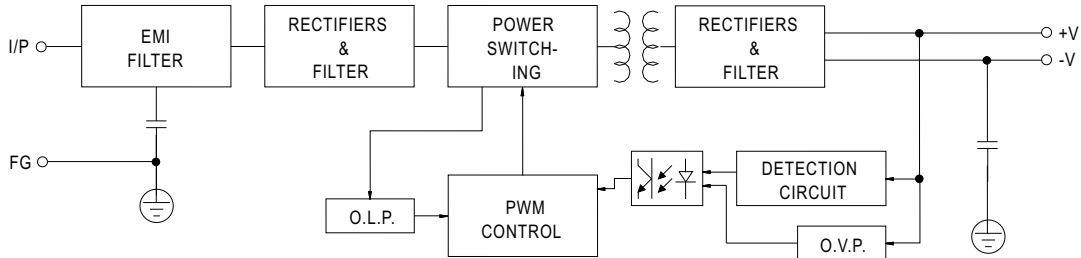 I/P
EMI
FILTER
RECTIFIERS
&
FILTER
POWER
SWITCH-
ING
RECTIFIERS
&
FILTER
+V
-V
FG
O.L.P.
PWM
CONTROL
DETECTION
CIRCUIT
O.V.P.